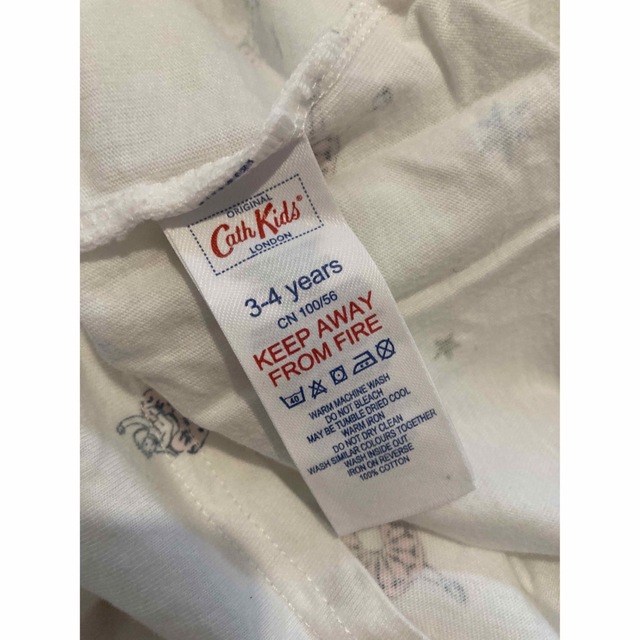 ORIGINAL
Cath Kids®
LONDON
3-4 years
CN 100/56
KEEP AWAY
FROM FIRE
40
WARM MACHINE WASH
DO NOT BLEACH
MAY BE TUMBLE DRIED COOL
WARM IRON
DO NOT DRY CLEAN
WASH SIMILAR COLOURS TOGETHER
WASH INSIDE OUT
IRON ON REVERSE
100% COTTON